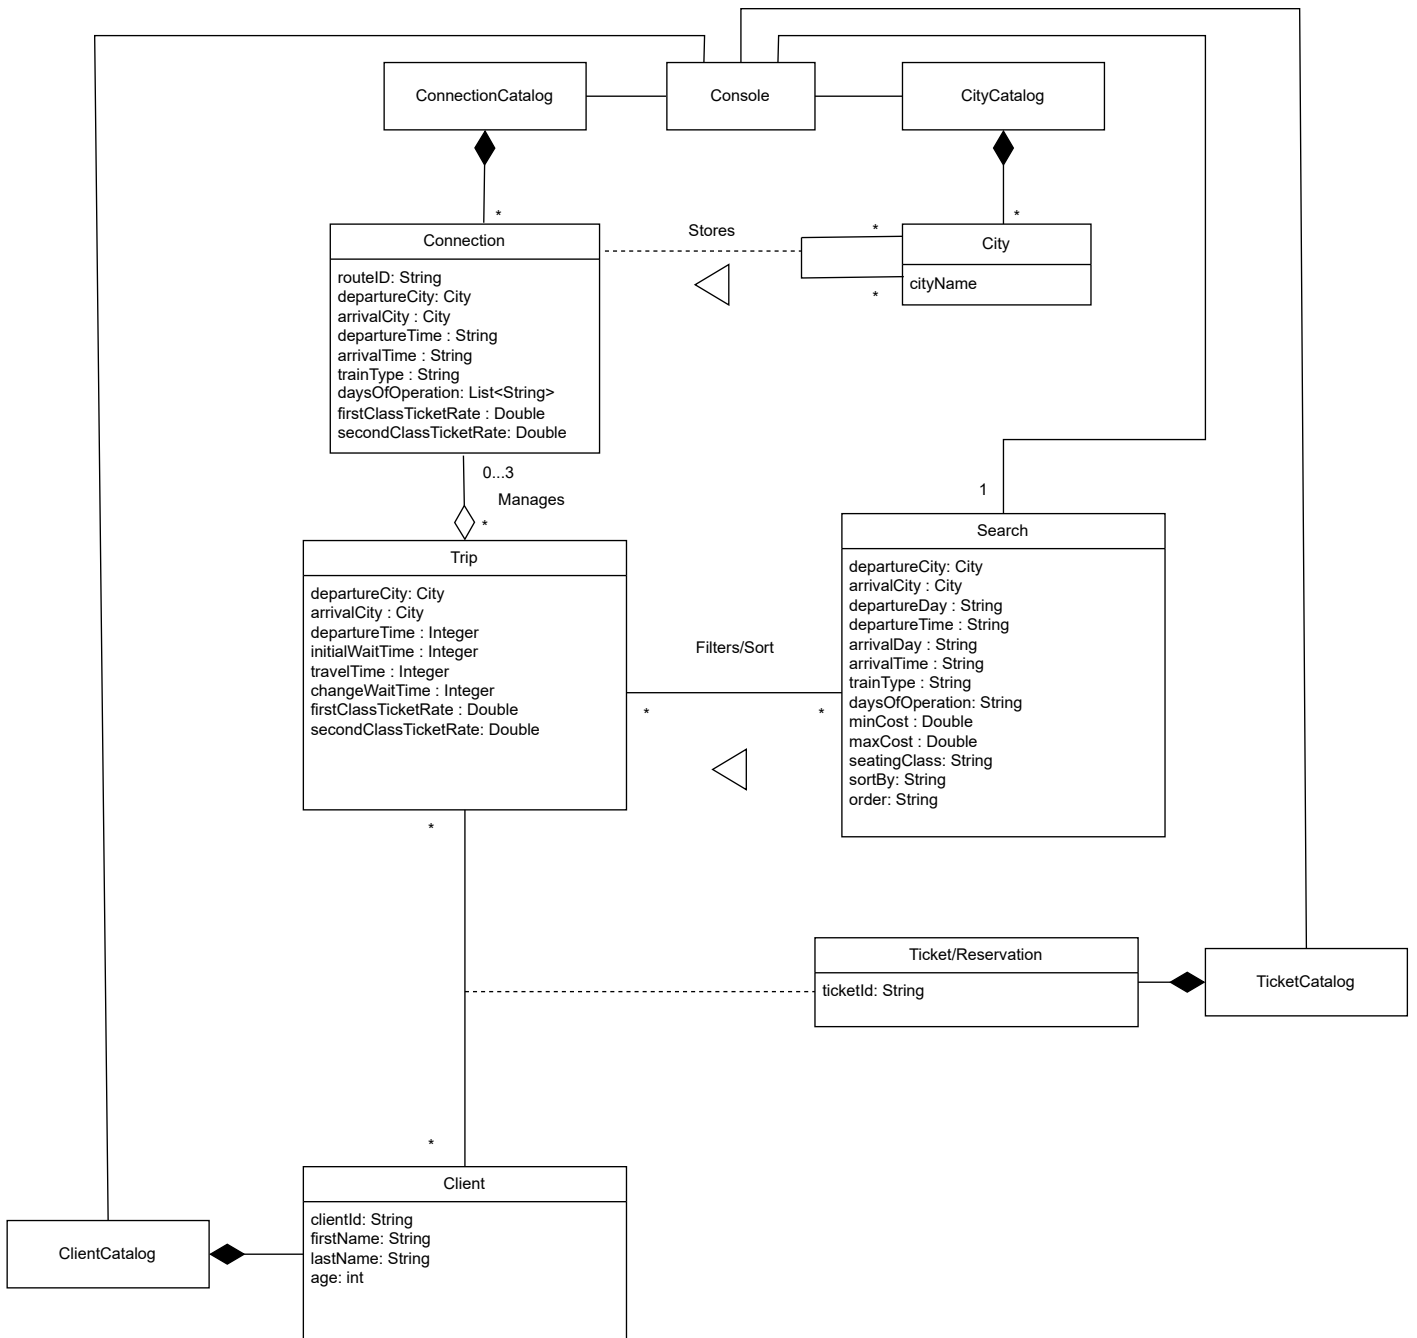 ConnectionCatalog
Console
CityCatalog
*
*
Connection
routeID: String
departureCity: City
arrivalCity : City
departureTime : String
arrivalTime : String
trainType : String
daysOfOperation: List<String>
firstClassTicketRate : Double
secondClassTicketRate: Double
Stores
*
*
City
cityName
0...3
Manages
*
1
Trip
departureCity: City
arrivalCity : City
departureTime : Integer
initialWaitTime : Integer
travelTime : Integer
changeWaitTime : Integer
firstClassTicketRate : Double
secondClassTicketRate: Double
Filters/Sort
*
*
Search
departureCity: City
arrivalCity : City
departureDay : String
departureTime : String
arrivalDay : String
arrivalTime : String
trainType : String
daysOfOperation: String
minCost : Double
maxCost : Double
seatingClass: String
sortBy: String
order: String
*
Ticket/Reservation
ticketId: String
TicketCatalog
*
Client
clientId: String
firstName: String
lastName: String
age: int
ClientCatalog